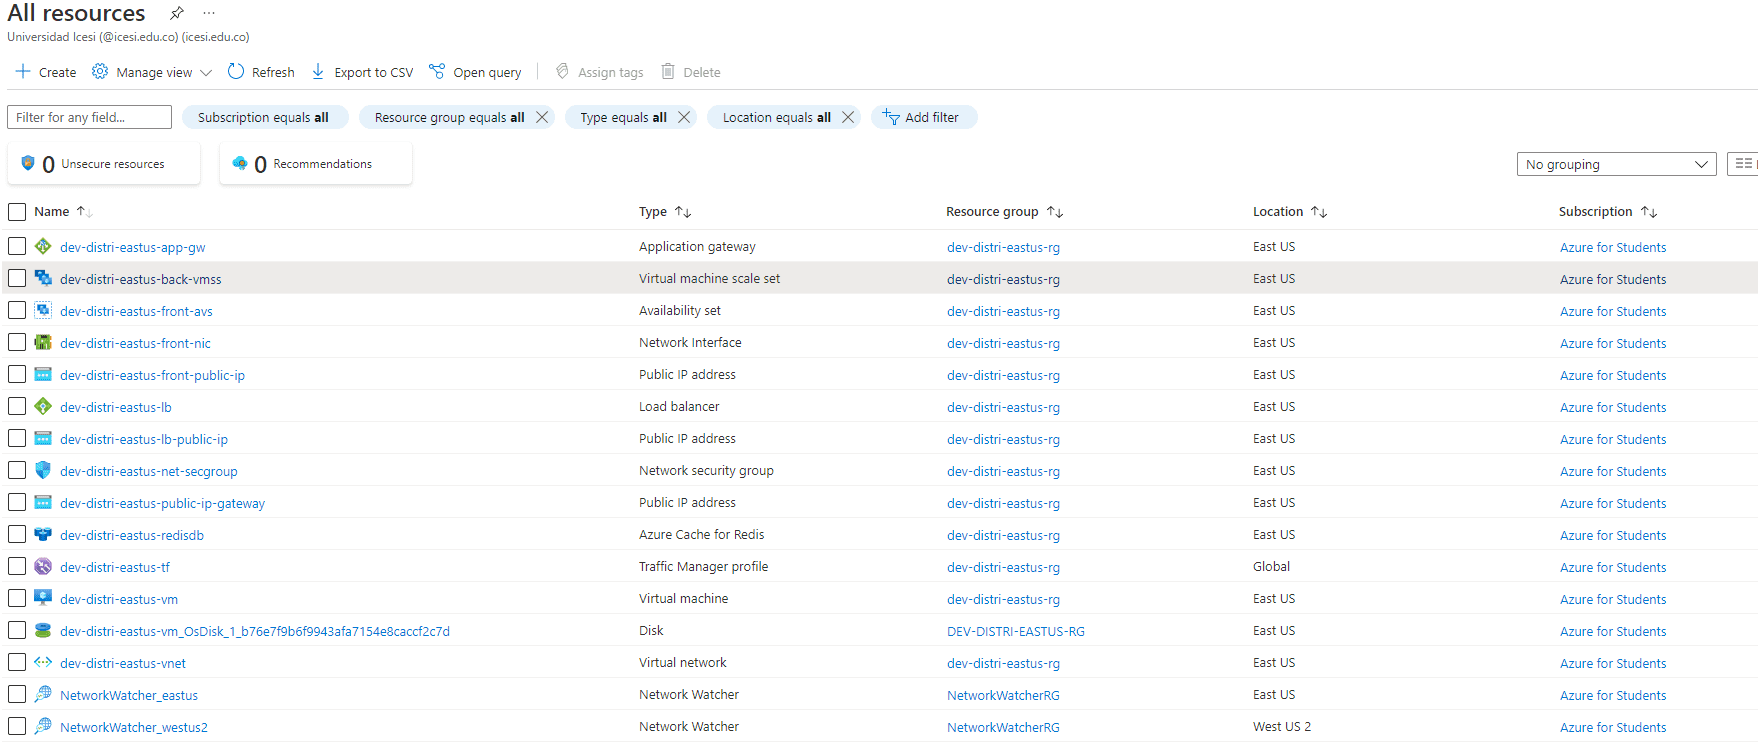 All resources
Universidad Icesi (@icesi.edu.co) (icesi.edu.co)
Create Manage view Refresh Export to CSV Open query Assign tags Delete
Filter for any field... Subscription equals all Resource group equals all Type equals all Location equals all Add filter
0 Unsecure resources 0 Recommendations No grouping
Name Type Resource group Location Subscription
dev-distri-eastus-app-gw Application gateway dev-distri-eastus-rg East US Azure for Students
dev-distri-eastus-back-vmss Virtual machine scale set dev-distri-eastus-rg East US Azure for Students
dev-distri-eastus-front-avs Availability set dev-distri-eastus-rg East US Azure for Students
dev-distri-eastus-front-nic Network Interface dev-distri-eastus-rg East US Azure for Students
dev-distri-eastus-front-public-ip Public IP address dev-distri-eastus-rg East US Azure for Students
dev-distri-eastus-lb Load balancer dev-distri-eastus-rg East US Azure for Students
dev-distri-eastus-lb-public-ip Public IP address dev-distri-eastus-rg East US Azure for Students
dev-distri-eastus-net-secgroup Network security group dev-distri-eastus-rg East US Azure for Students
dev-distri-eastus-public-ip-gateway Public IP address dev-distri-eastus-rg East US Azure for Students
dev-distri-eastus-redisdb Azure Cache for Redis dev-distri-eastus-rg East US Azure for Students
dev-distri-eastus-tf Traffic Manager profile dev-distri-eastus-rg Global Azure for Students
dev-distri-eastus-vm Virtual machine dev-distri-eastus-rg East US Azure for Students
dev-distri-eastus-vm_OsDisk_1_b76e7f9b6f9943afa7154e8caccf2c7d Disk DEV-DISTRI-EASTUS-RG East US Azure for Students
dev-distri-eastus-vnet Virtual network dev-distri-eastus-rg East US Azure for Students
NetworkWatcher_eastus Network Watcher NetworkWatcherRG East US Azure for Students
NetworkWatcher_westus2 Network Watcher NetworkWatcherRG West US 2 Azure for Students